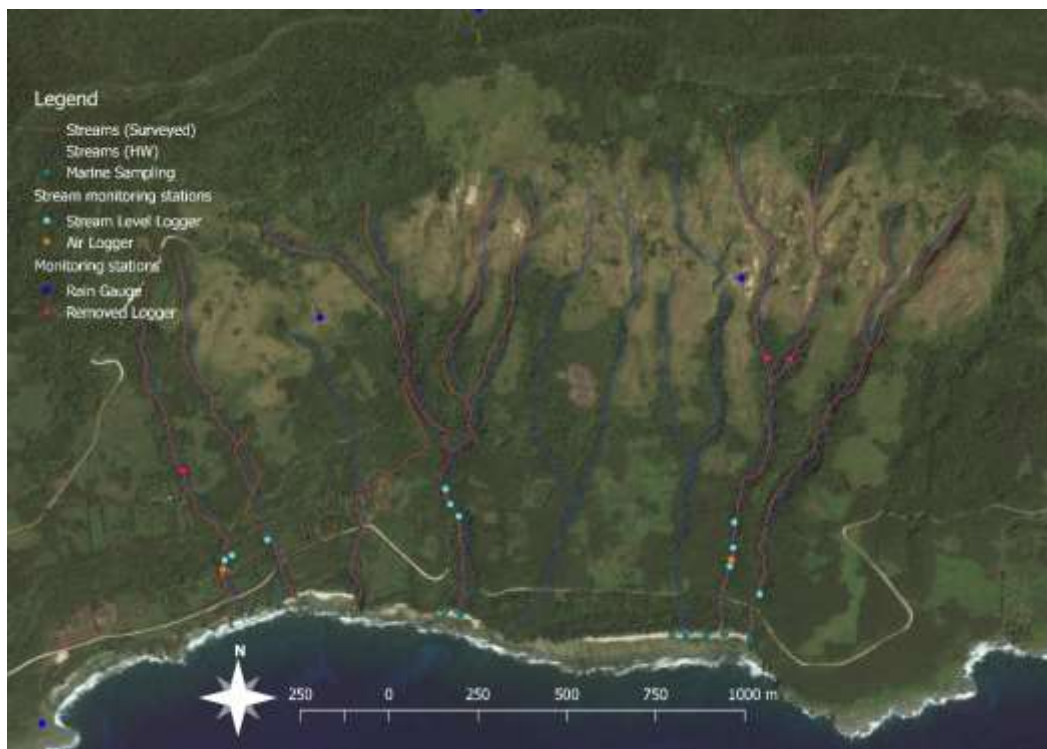 Legend
Streams (Surveyed)
Streams (HW)
Marine Sampling
Stream monitoring stations
Stream Level Logger
Air Logger
Monitoring stations
Rain Gauge
Removed Logger
N
250 0 250 500 750 1000 m